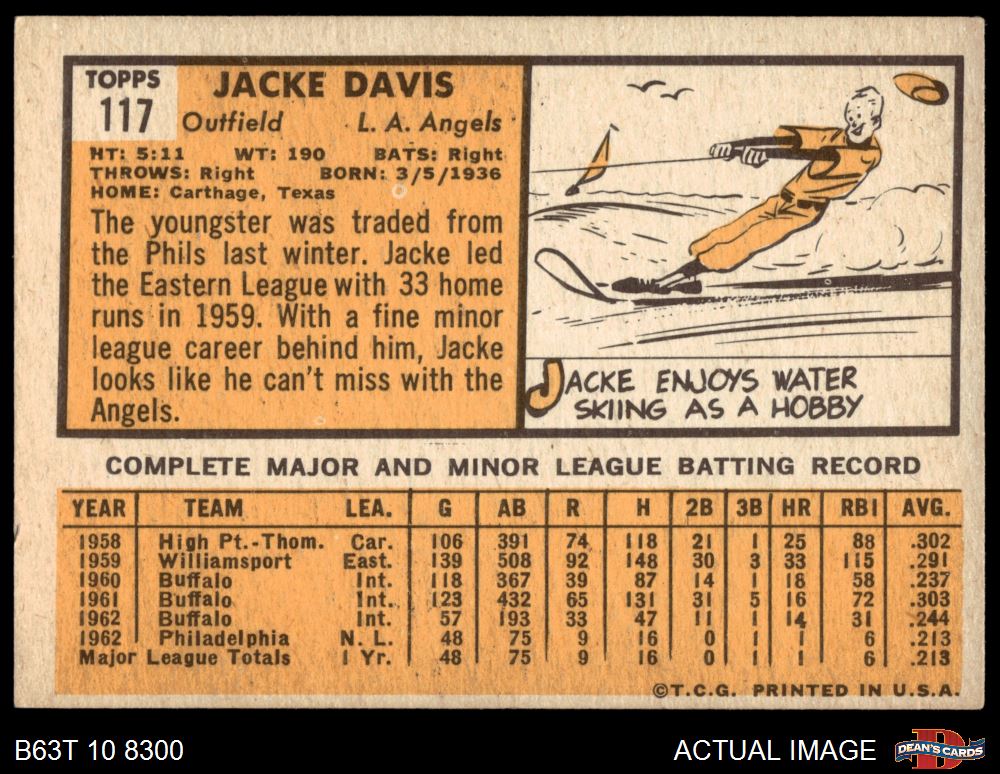 TOPPS
117
JACKE DAVIS
Outfield L. A. Angels
HT: 5:11 WT: 190 BATS: Right
THROWS: Right BORN: 3/5/1936
HOME: Carthage, Texas
The youngster was traded from
the Phils last winter. Jacke led
the Eastern League with 33 home
runs in 1959. With a fine minor
league career behind him, Jacke
looks like he can't miss with the
Angels.
JACKE ENJOYS WATER
SKIING AS A HOBBY
COMPLETE MAJOR AND MINOR LEAGUE BATTING RECORD
YEAR TEAM LEA. G AB R H 2B 3B HR RBI AVG.
1958 High Pt.-Thom. Car. 106 391 74 118 21 1 25 88 .302
1959 Williamsport East. 139 508 92 148 30 3 33 115 .291
1960 Buffalo Int. 118 367 39 87 14 1 18 58 .237
1961 Buffalo Int. 123 432 65 131 31 5 16 72 .303
1962 Buffalo Int. 57 193 33 47 11 1 14 31 .244
1962 Philadelphia N. L. 48 75 9 16 0 1 1 6 .213
Major League Totals 1 Yr. 48 75 9 16 0 1 1 6 .213
©T.C.G. PRINTED IN U.S.A.
B63T 10 8300 ACTUAL IMAGE D DEAN'S CARDS